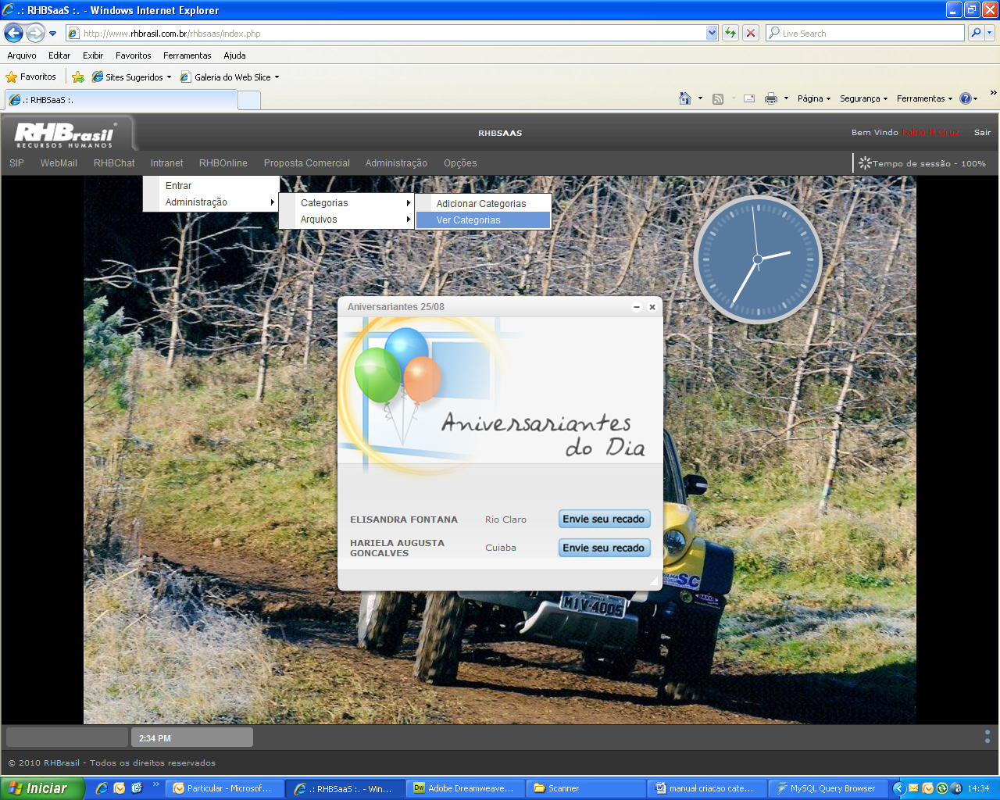 .: RHBSaaS :. - Windows Internet Explorer
http://www.rhbrasil.com.br/rhbsaas/index.php
Live Search
Arquivo Editar Exibir Favoritos Ferramentas Ajuda
Favoritos Sites Sugeridos Galeria do Web Slice
.: RHBSaaS :.
Página Segurança Ferramentas
RHBrasil
RECURSOS HUMANOS
RHBSAAS
Bem Vindo Fabio H Cruz Sair
SIP WebMail RHBChat Intranet RHBOnline Proposta Comercial Administração Opções
Tempo de sessão - 100%
Entrar
Administração
Categorias
Arquivos
Adicionar Categorias
Ver Categorias
Aniversariantes 25/08
Aniversariantes
do Dia
ELISANDRA FONTANA Rio Claro Envie seu recado
HARIELA AUGUSTA GONCALVES Cuiaba Envie seu recado
S.C
MIV-4005
2:34 PM
© 2010 RHBrasil - Todos os direitos reservados
Iniciar
Particular - Microsof...
.: RHBSaaS :. - Win...
Adobe Dreamweave...
Scanner
manual criacao cate...
MySQL Query Browser
14:34